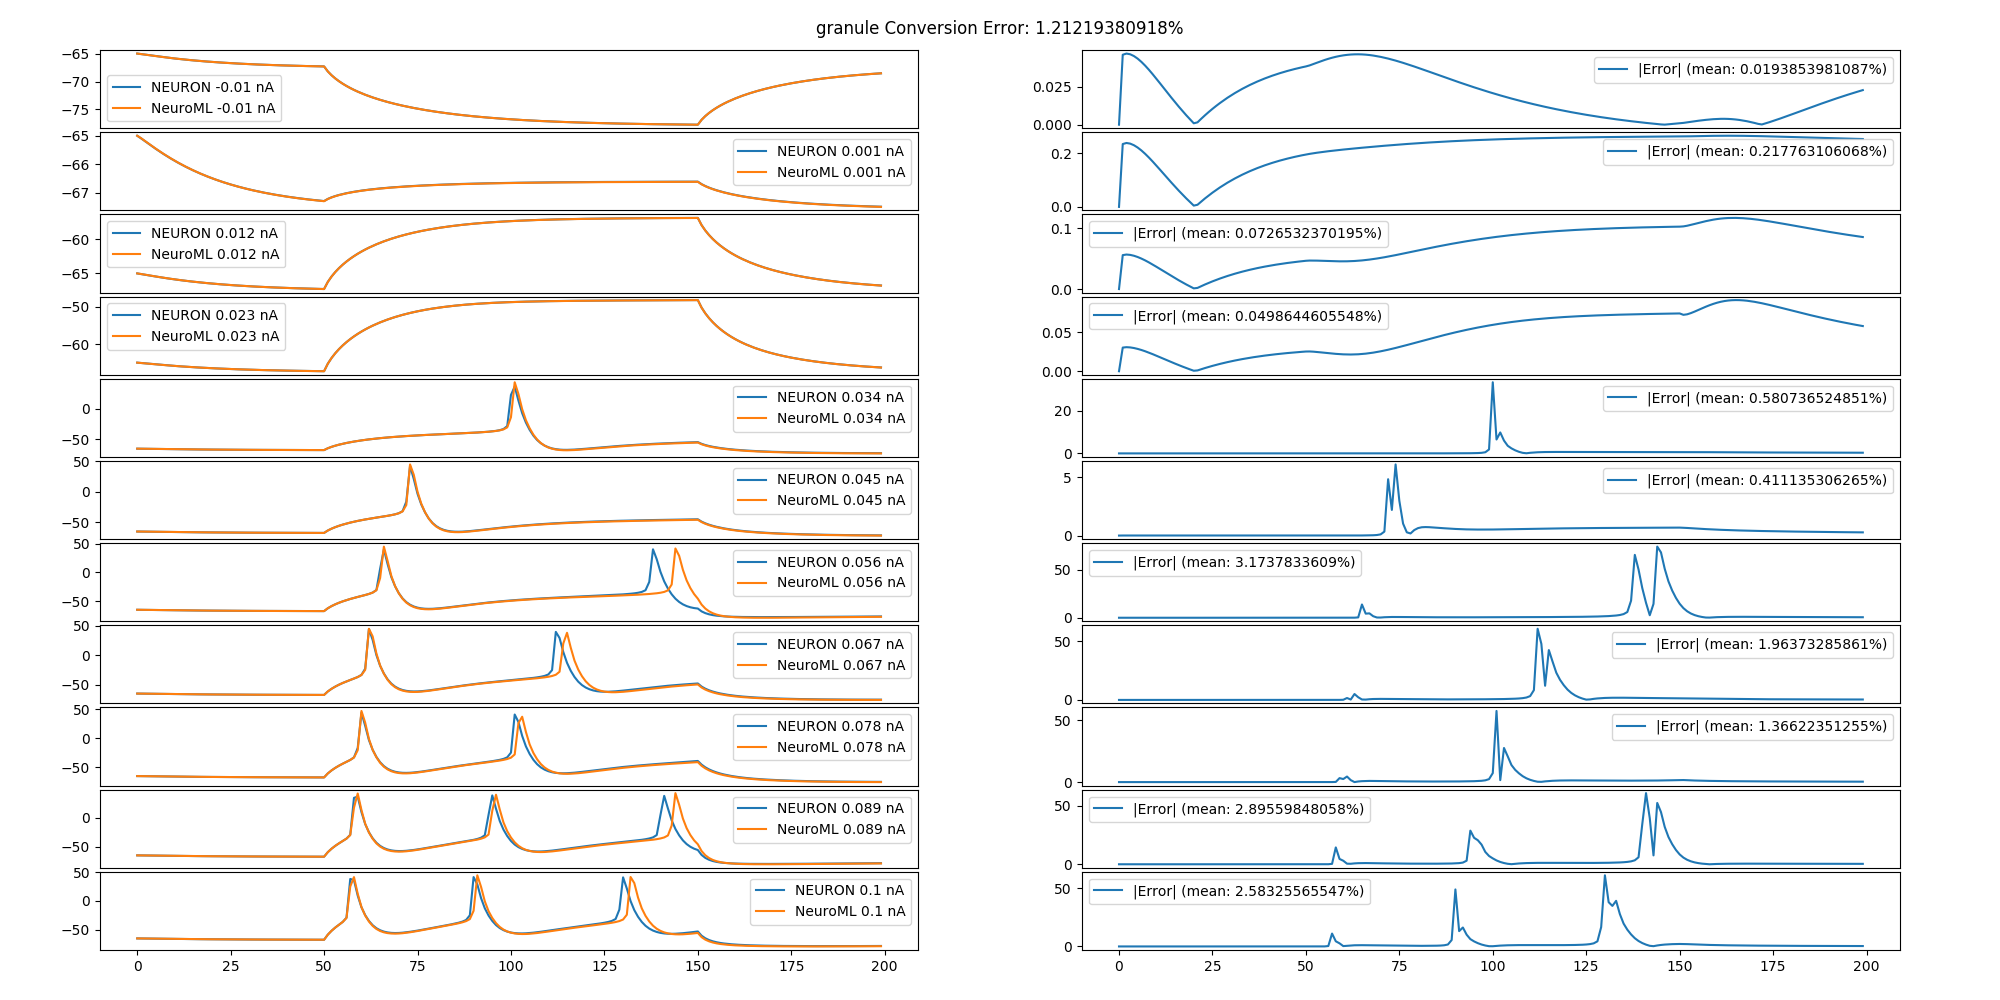 granule Conversion Error: 1.21219380918%
−65
−70
−75
NEURON -0.01 nA
NeuroML -0.01 nA
0.025
0.000
|Error| (mean: 0.0193853981087%)
−65
−66
−67
NEURON 0.001 nA
NeuroML 0.001 nA
0.2
0.0
|Error| (mean: 0.217763106068%)
−60
−65
NEURON 0.012 nA
NeuroML 0.012 nA
0.1
0.0
|Error| (mean: 0.0726532370195%)
−50
−60
NEURON 0.023 nA
NeuroML 0.023 nA
0.05
0.00
|Error| (mean: 0.0498644605548%)
0
−50
NEURON 0.034 nA
NeuroML 0.034 nA
20
0
|Error| (mean: 0.580736524851%)
50
0
−50
NEURON 0.045 nA
NeuroML 0.045 nA
5
0
|Error| (mean: 0.411135306265%)
50
0
−50
NEURON 0.056 nA
NeuroML 0.056 nA
50
0
|Error| (mean: 3.1737833609%)
50
0
−50
NEURON 0.067 nA
NeuroML 0.067 nA
50
0
|Error| (mean: 1.96373285861%)
50
0
−50
NEURON 0.078 nA
NeuroML 0.078 nA
50
0
|Error| (mean: 1.36622351255%)
0
−50
NEURON 0.089 nA
NeuroML 0.089 nA
50
0
|Error| (mean: 2.89559848058%)
50
0
−50
NEURON 0.1 nA
NeuroML 0.1 nA
50
0
|Error| (mean: 2.58325565547%)
0 25 50 75 100 125 150 175 200
0 25 50 75 100 125 150 175 200